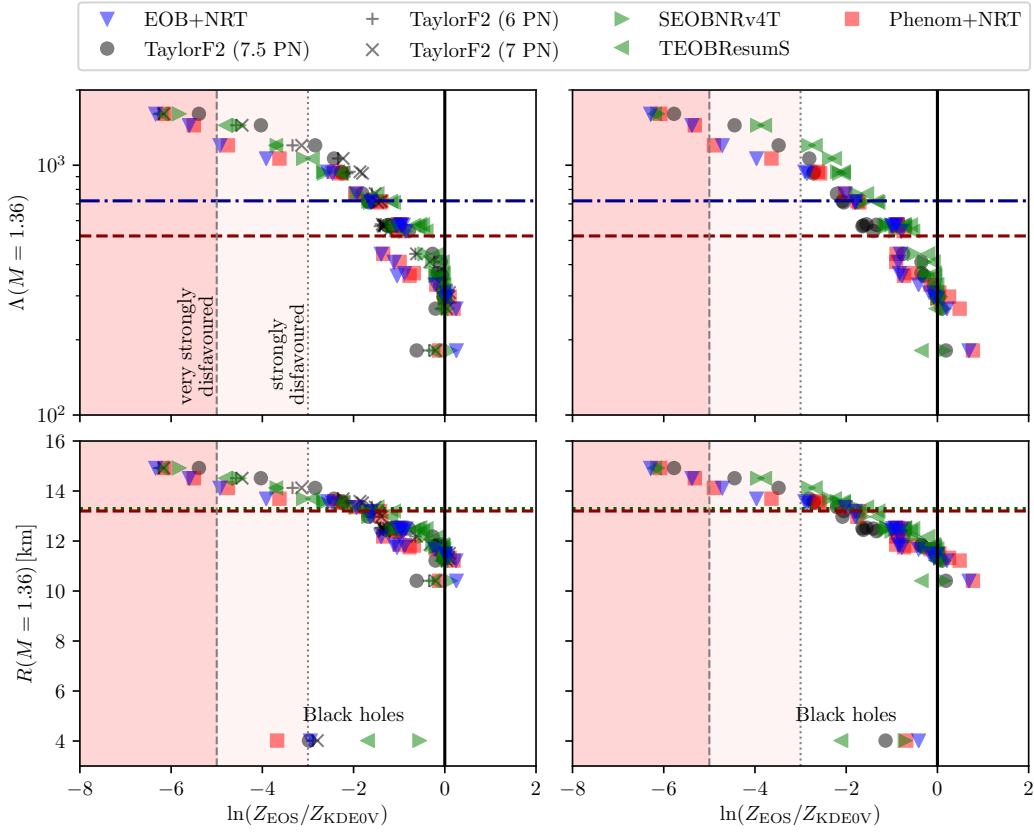 EOB+NRT
TaylorF2 (7.5 PN)
TaylorF2 (6 PN)
TaylorF2 (7 PN)
SEOBNRv4T
TEOBResumS
Phenom+NRT
Λ(M = 1.36)
10³
10²
very strongly
disfavoured
strongly
disfavoured
R(M = 1.36) [km]
16
14
12
10
8
6
4
Black holes
Black holes
−8 −6 −4 −2 0 2
−8 −6 −4 −2 0 2
ln(Z_EOS/Z_KDE0V)
ln(Z_EOS/Z_KDE0V)